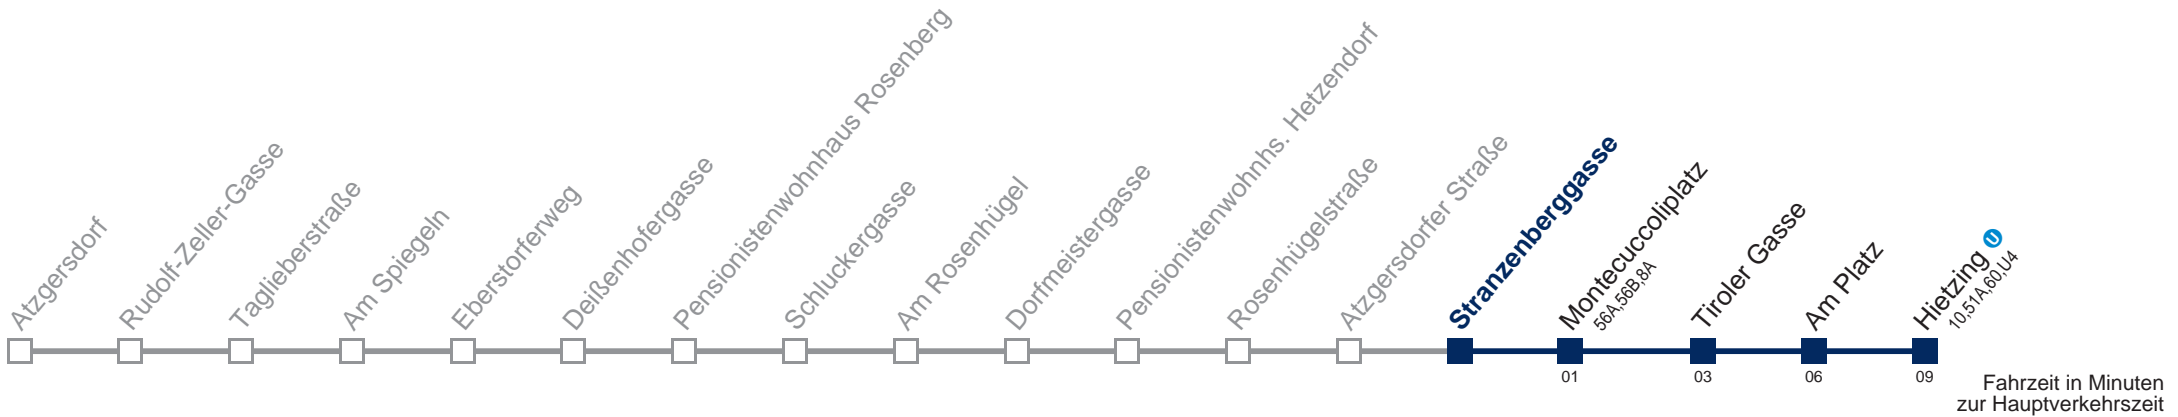 Atzgersdorf
Rudolf-Zeller-Gasse
Taglieberstraße
Am Spiegeln
Eberstorferweg
Deißenhofergasse
Pensionistenwohnhaus Rosenberg
Schluckergasse
Am Rosenhügel
Dorfmeistergasse
Pensionistenwohnhs. Hetzendorf
Rosenhügelstraße
Atzgersdorfer Straße
Stranzenberggasse
Montecuccoliplatz
56A,56B,8A
Tiroler Gasse
Am Platz
Hietzing U
10,51A,60,U4
01
03
06
09
Fahrzeit in Minuten
zur Hauptverkehrszeit